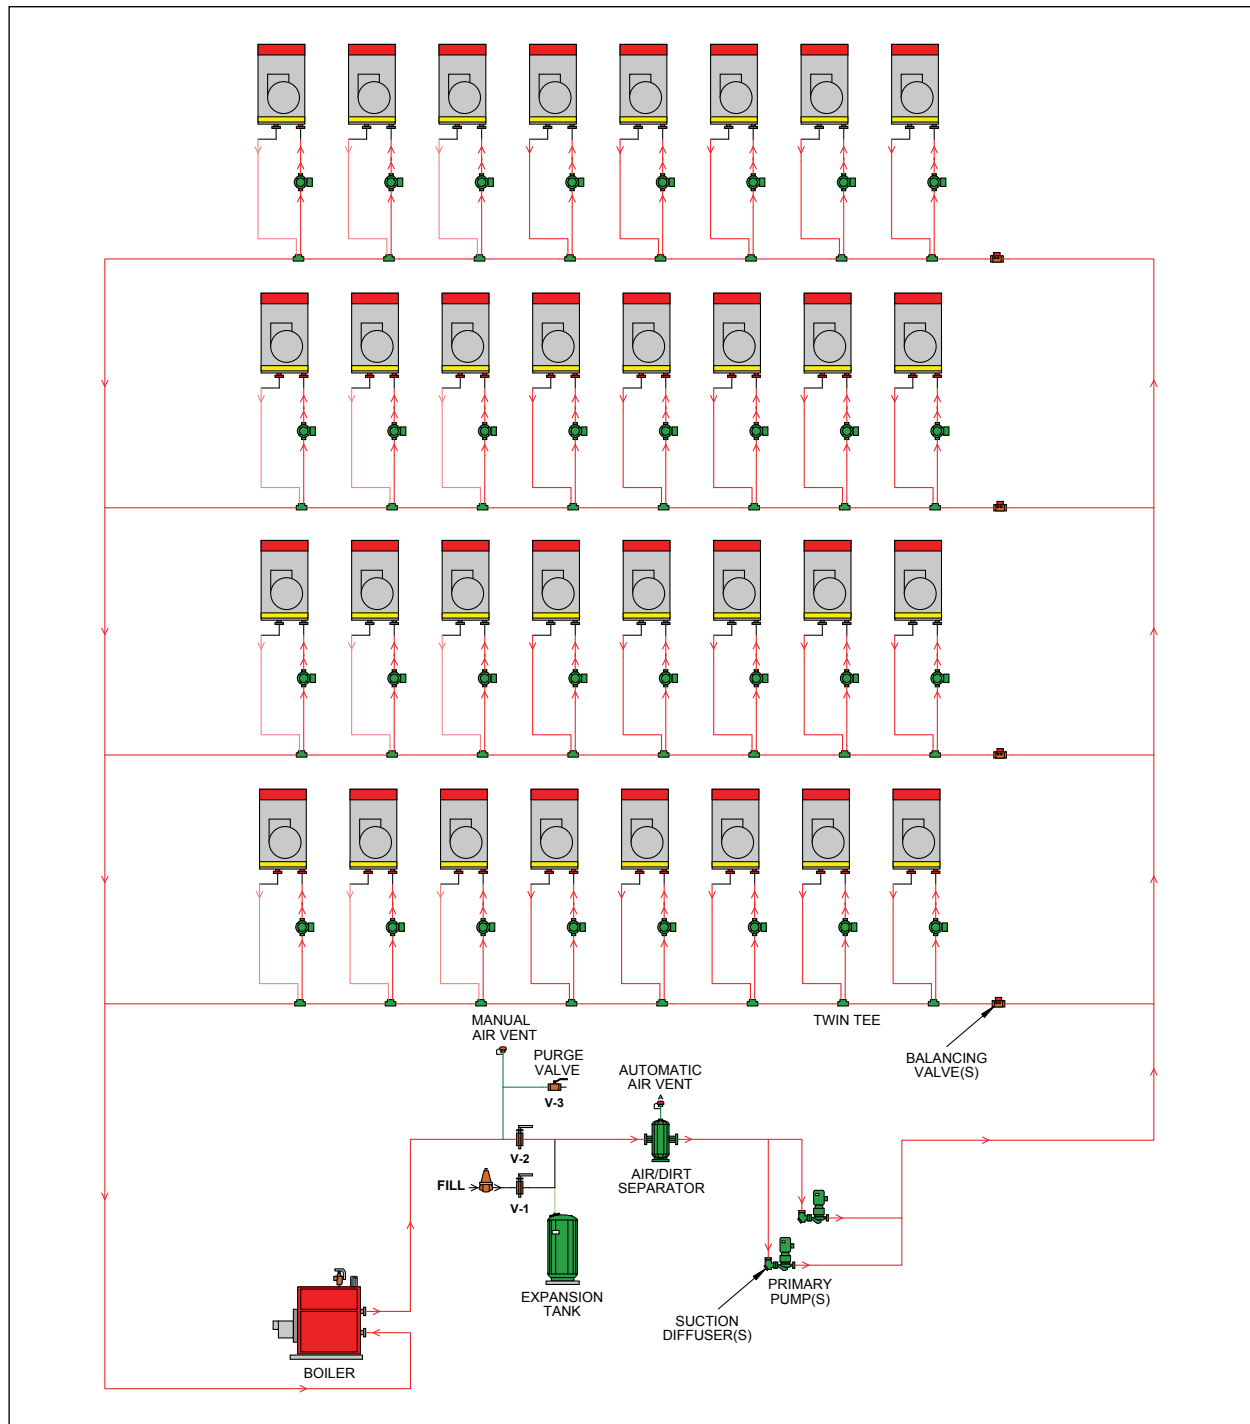 MANUAL
AIR VENT
TWIN TEE
PURGE
VALVE
V-3
AUTOMATIC
AIR VENT
BALANCING
VALVE(S)
V-2
AIR/DIRT
SEPARATOR
FILL
V-1
EXPANSION
TANK
PRIMARY
PUMP(S)
SUCTION
DIFFUSER(S)
BOILER